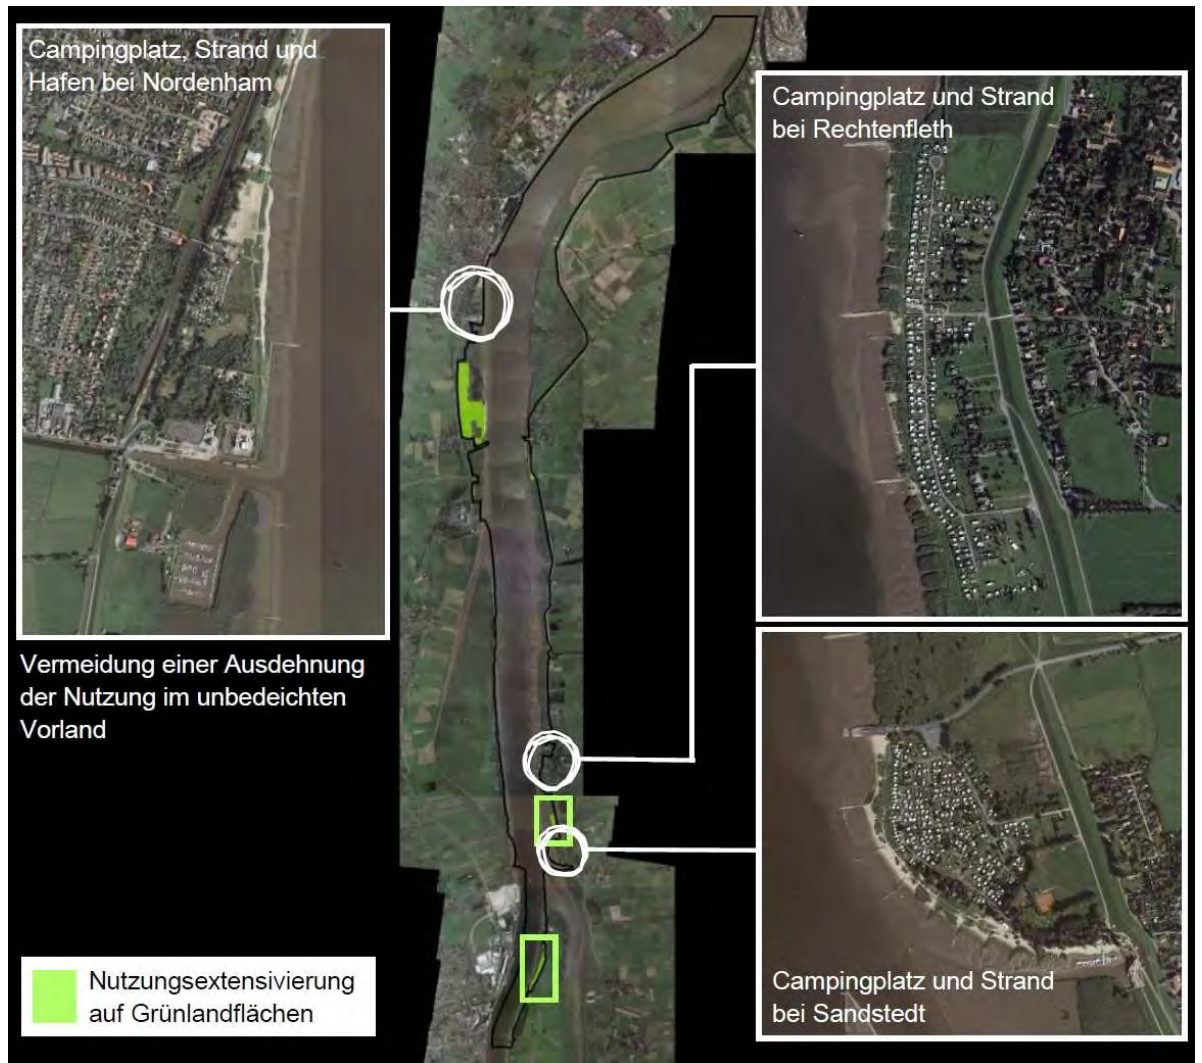 Campingplatz, Strand und
Hafen bei Nordenham
Vermeidung einer Ausdehnung
der Nutzung im unbedeichten
Vorland
Nutzungsextensivierung
auf Grünlandflächen
Campingplatz und Strand
bei Rechtenfleth
Campingplatz und Strand
bei Sandstedt